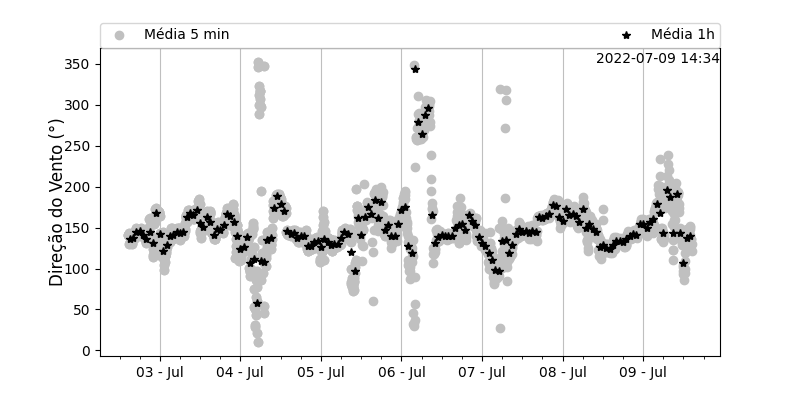 Média 5 min
Média 1h
2022-07-09 14:34
Direção do Vento (°)
350
300
250
200
150
100
50
0
03 - Jul
04 - Jul
05 - Jul
06 - Jul
07 - Jul
08 - Jul
09 - Jul